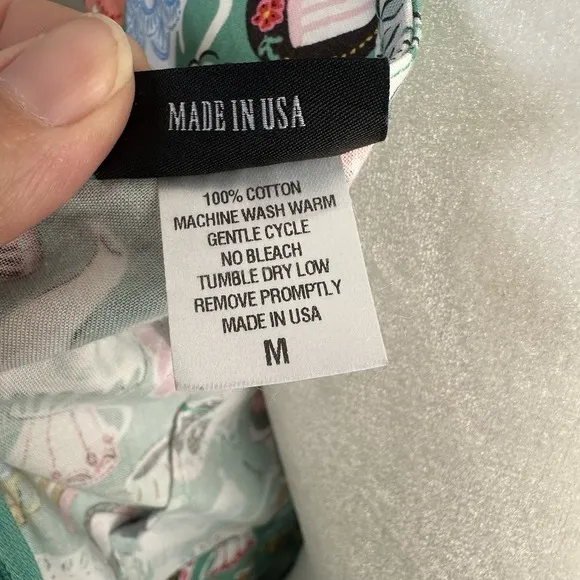 MADE IN USA
100% COTTON
MACHINE WASH WARM
GENTLE CYCLE
NO BLEACH
TUMBLE DRY LOW
REMOVE PROMPTLY
MADE IN USA
M